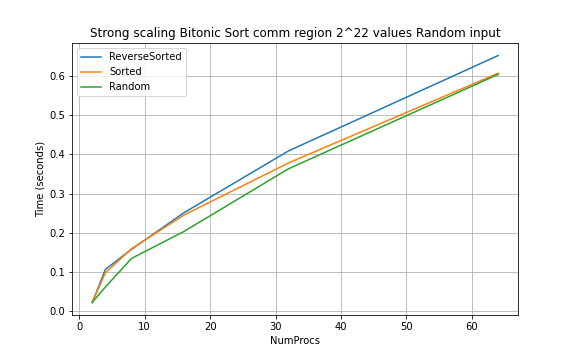 Strong scaling Bitonic Sort comm region 2^22 values Random input
ReverseSorted
Sorted
Random
Time (seconds)
0.6
0.5
0.4
0.3
0.2
0.1
0.0
0 10 20 30 40 50 60
NumProcs